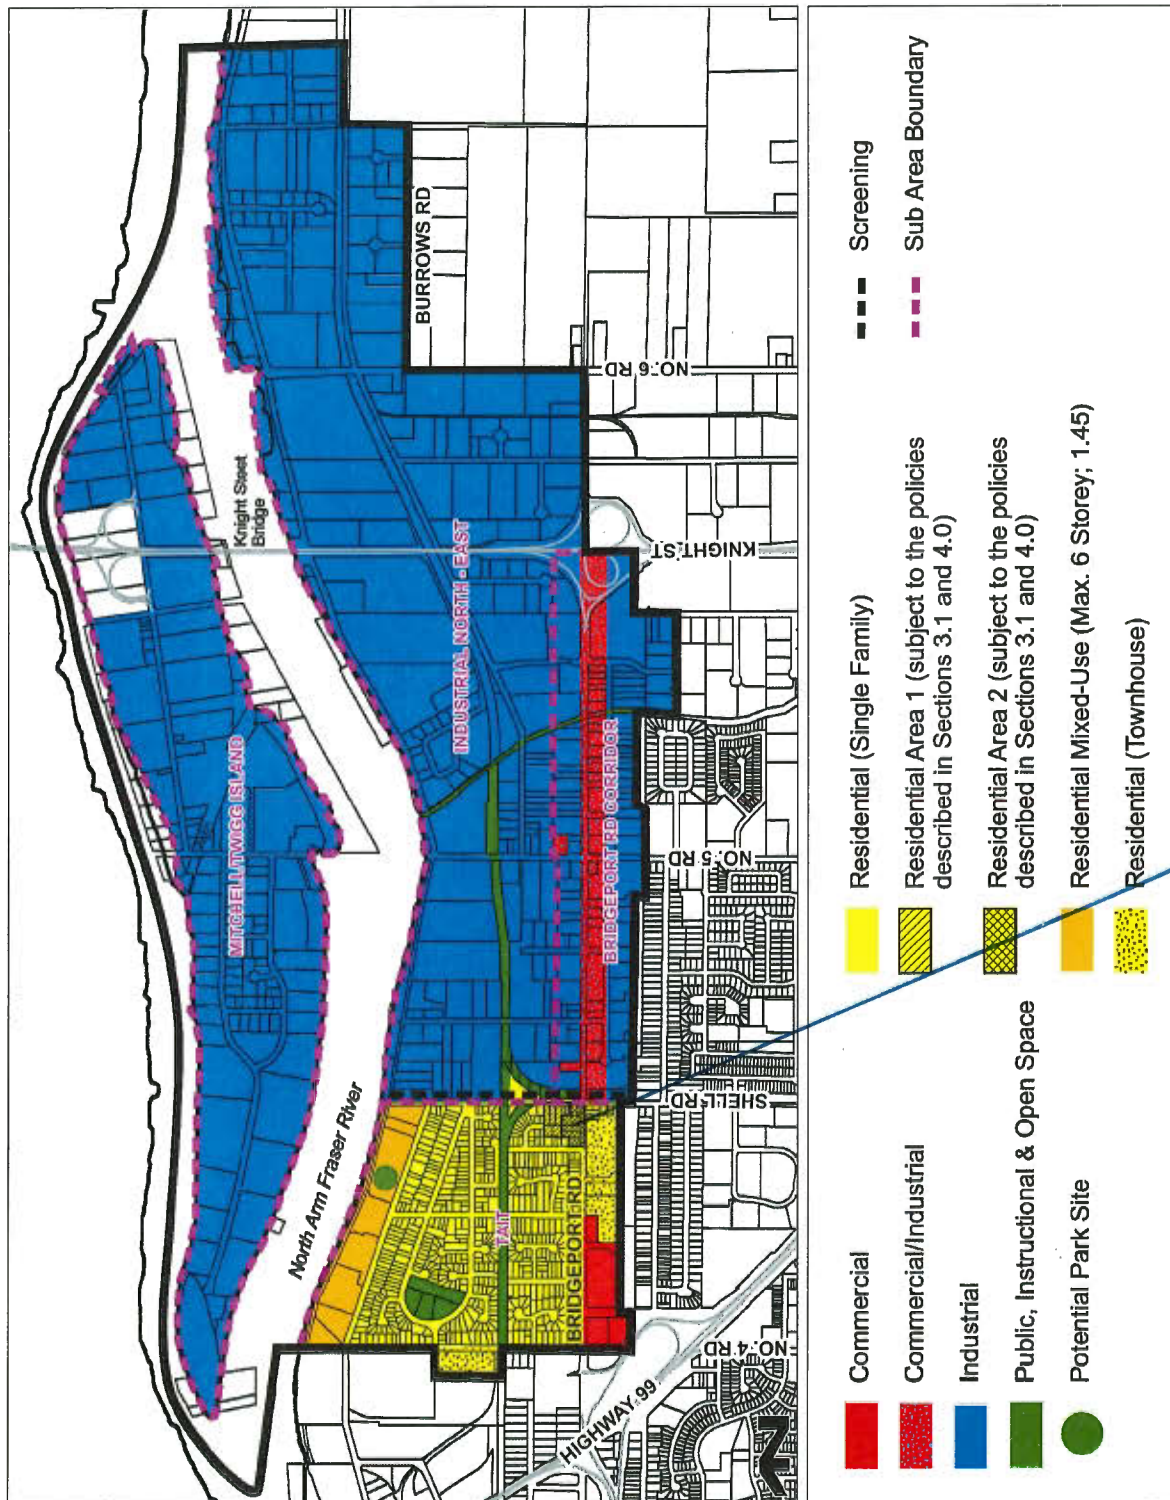 BURROWS RD
NO. 6 RD
Knight Steet
Bridge
KNIGHT ST
INDUSTRIAL NORTH - EAST
MITCHELL/TWIGG ISLAND
BRIDGEPORT RD CORRIDOR
NO. 5 RD
North Arm Fraser River
SHELL RD
TAIT
BRIDGEPORT RD
NO. 4 RD
HIGHWAY 99
Commercial
Commercial/Industrial
Industrial
Public, Instructional & Open Space
Potential Park Site
Residential (Single Family)
Residential Area 1 (subject to the policies
described in Sections 3.1 and 4.0)
Residential Area 2 (subject to the policies
described in Sections 3.1 and 4.0)
Residential Mixed-Use (Max. 6 Storey; 1.45)
Residential (Townhouse)
Screening
Sub Area Boundary